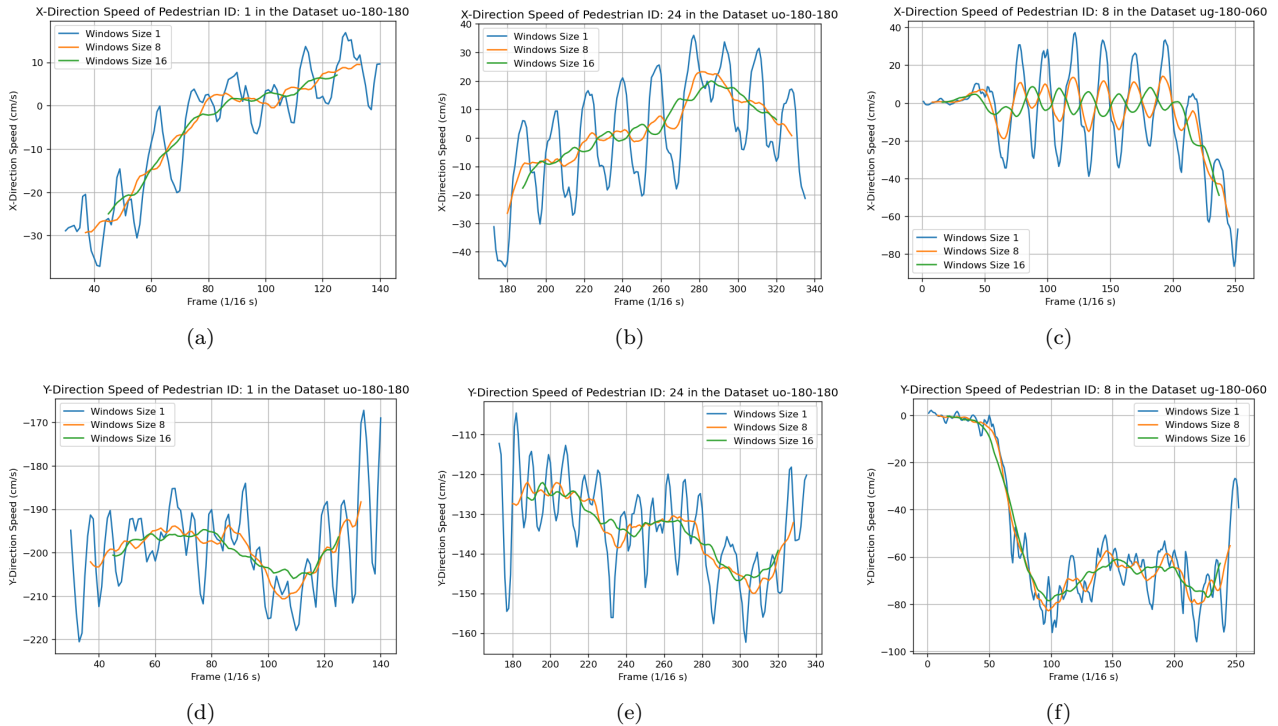 X-Direction Speed of Pedestrian ID: 1 in the Dataset uo-180-180
Windows Size 1
Windows Size 8
Windows Size 16
10
0
−10
−20
−30
X-Direction Speed (cm/s)
40
60
80
100
120
140
Frame (1/16 s)
(a)
X-Direction Speed of Pedestrian ID: 24 in the Dataset uo-180-180
Windows Size 1
Windows Size 8
Windows Size 16
40
30
20
10
0
−10
−20
−30
−40
X-Direction Speed (cm/s)
180
200
220
240
260
280
300
320
340
Frame (1/16 s)
(b)
X-Direction Speed of Pedestrian ID: 8 in the Dataset ug-180-060
40
20
0
−20
−40
−60
−80
X-Direction Speed (cm/s)
Windows Size 1
Windows Size 8
Windows Size 16
0
50
100
150
200
250
Frame (1/16 s)
(c)
Y-Direction Speed of Pedestrian ID: 1 in the Dataset uo-180-180
Windows Size 1
Windows Size 8
Windows Size 16
−170
−180
−190
−200
−210
−220
Y-Direction Speed (cm/s)
40
60
80
100
120
140
Frame (1/16 s)
(d)
Y-Direction Speed of Pedestrian ID: 24 in the Dataset uo-180-180
Windows Size 1
Windows Size 8
Windows Size 16
−110
−120
−130
−140
−150
−160
Y-Direction Speed (cm/s)
180
200
220
240
260
280
300
320
340
Frame (1/16 s)
(e)
Y-Direction Speed of Pedestrian ID: 8 in the Dataset ug-180-060
Windows Size 1
Windows Size 8
Windows Size 16
0
−20
−40
−60
−80
−100
Y-Direction Speed (cm/s)
0
50
100
150
200
250
Frame (1/16 s)
(f)